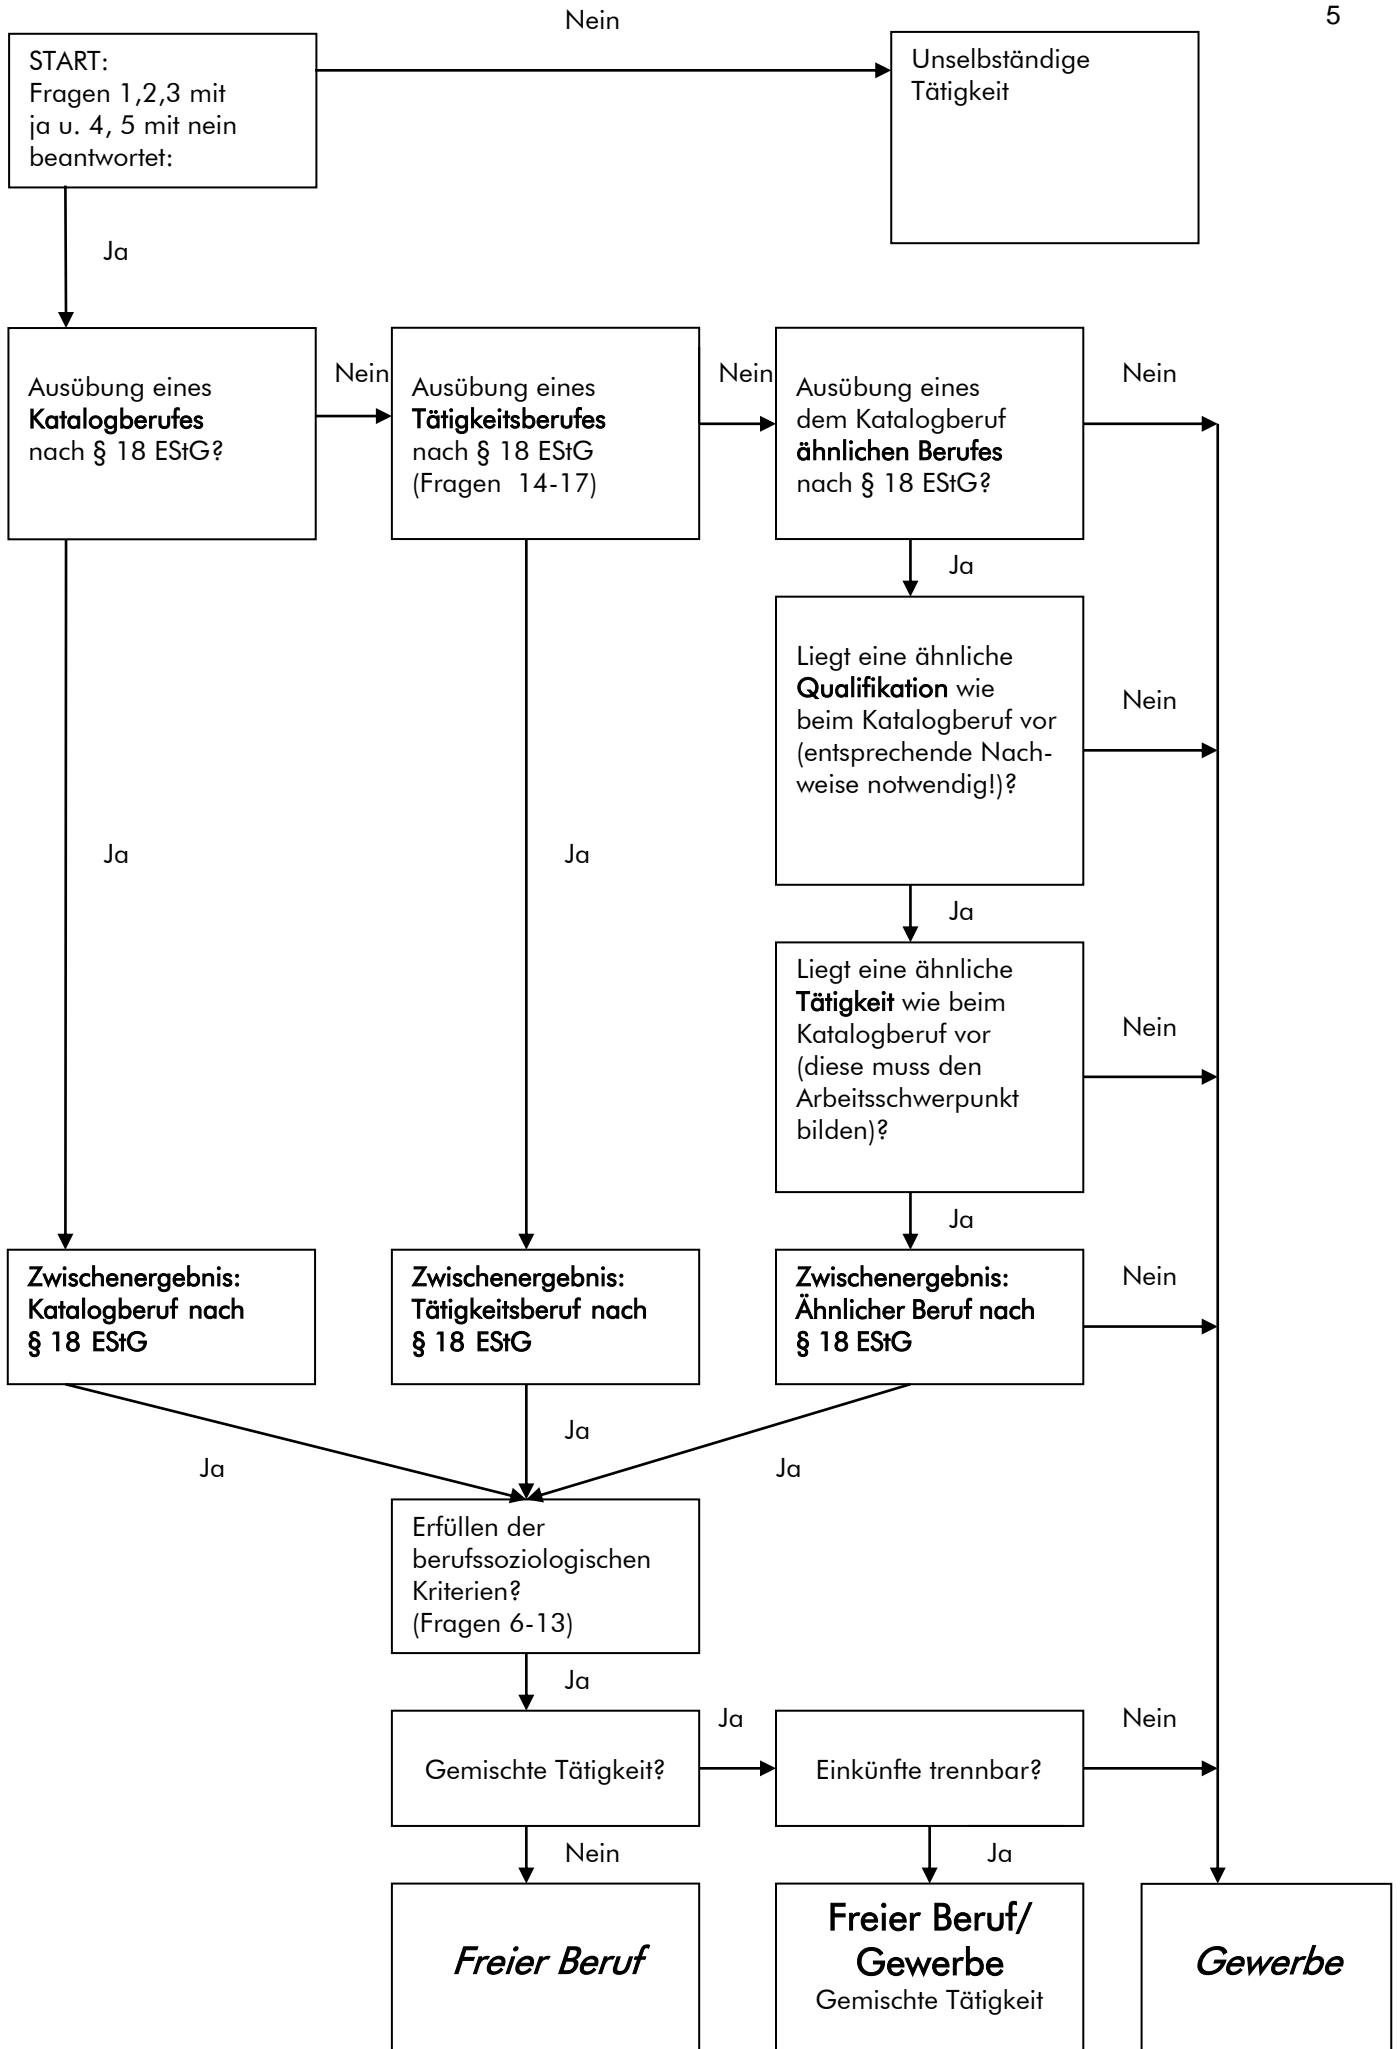 Nein
5
START:
Fragen 1,2,3 mit
ja u. 4, 5 mit nein
beantwortet:
Unselbständige
Tätigkeit
Ja
Ausübung eines
Katalogberufes
nach § 18 EStG?
Nein
Ausübung eines
Tätigkeitsberufes
nach § 18 EStG
(Fragen 14-17)
Nein
Ausübung eines
dem Katalogberuf
ähnlichen Berufes
nach § 18 EStG?
Nein
Ja
Liegt eine ähnliche
Qualifikation wie
beim Katalogberuf vor
(entsprechende Nach-
weise notwendig!)?
Nein
Ja
Ja
Ja
Liegt eine ähnliche
Tätigkeit wie beim
Katalogberuf vor
(diese muss den
Arbeitsschwerpunkt
bilden)?
Nein
Ja
Zwischenergebnis:
Katalogberuf nach
§ 18 EStG
Zwischenergebnis:
Tätigkeitsberuf nach
§ 18 EStG
Zwischenergebnis:
Ähnlicher Beruf nach
§ 18 EStG
Nein
Ja
Ja
Ja
Erfüllen der
berufssoziologischen
Kriterien?
(Fragen 6-13)
Ja
Gemischte Tätigkeit?
Ja
Einkünfte trennbar?
Nein
Nein
Ja
Freier Beruf
Freier Beruf/
Gewerbe
Gemischte Tätigkeit
Gewerbe